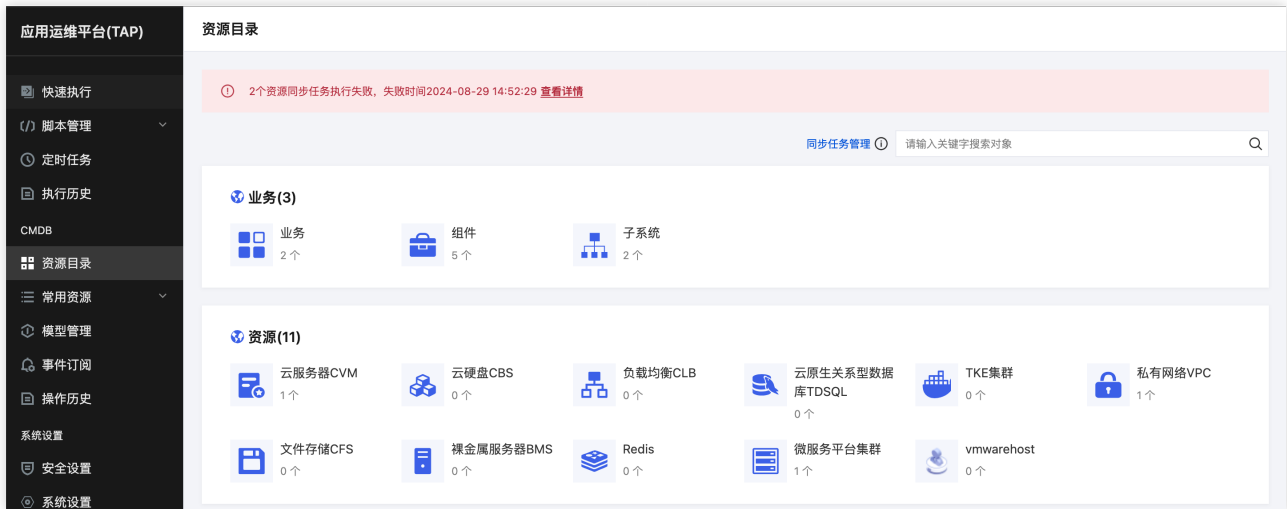 应用运维平台(TAP)
资源目录
快速执行
脚本管理
定时任务
执行历史
CMDB
资源目录
常用资源
模型管理
事件订阅
操作历史
系统设置
安全设置
系统设置
2个资源同步任务执行失败，失败时间2024-08-29 14:52:29 查看详情
同步任务管理
请输入关键字搜索对象
业务(3)
业务
2 个
组件
5 个
子系统
2 个
资源(11)
云服务器CVM
1 个
云硬盘CBS
0 个
负载均衡CLB
0 个
云原生关系型数据
库TDSQL
0 个
TKE集群
0 个
私有网络VPC
1 个
文件存储CFS
0 个
裸金属服务器BMS
0 个
Redis
0 个
微服务平台集群
1 个
vmwarehost
0 个